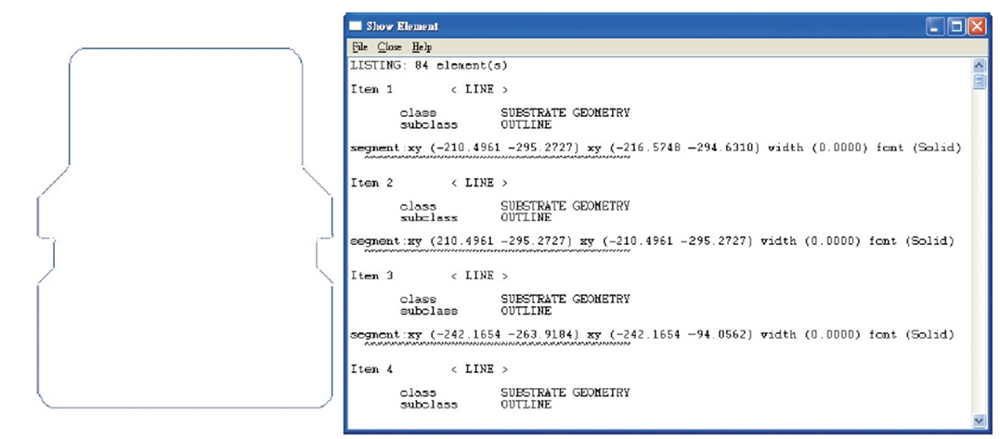 Show Element
File Close Help
LISTING: 84 element(s)
Item 1 < LINE >
class SUBSTRATE GEOMETRY
subclass OUTLINE
segment:xy (-210.4961 -295.2727) xy (-216.5748 -294.6310) width (0.0000) font (Solid)
Item 2 < LINE >
class SUBSTRATE GEOMETRY
subclass OUTLINE
segment:xy (210.4961 -295.2727) xy (-210.4961 -295.2727) width (0.0000) font (Solid)
Item 3 < LINE >
class SUBSTRATE GEOMETRY
subclass OUTLINE
segment:xy (-242.1654 -263.9184) xy (-242.1654 -94.0562) width (0.0000) font (Solid)
Item 4 < LINE >
class SUBSTRATE GEOMETRY
subclass OUTLINE